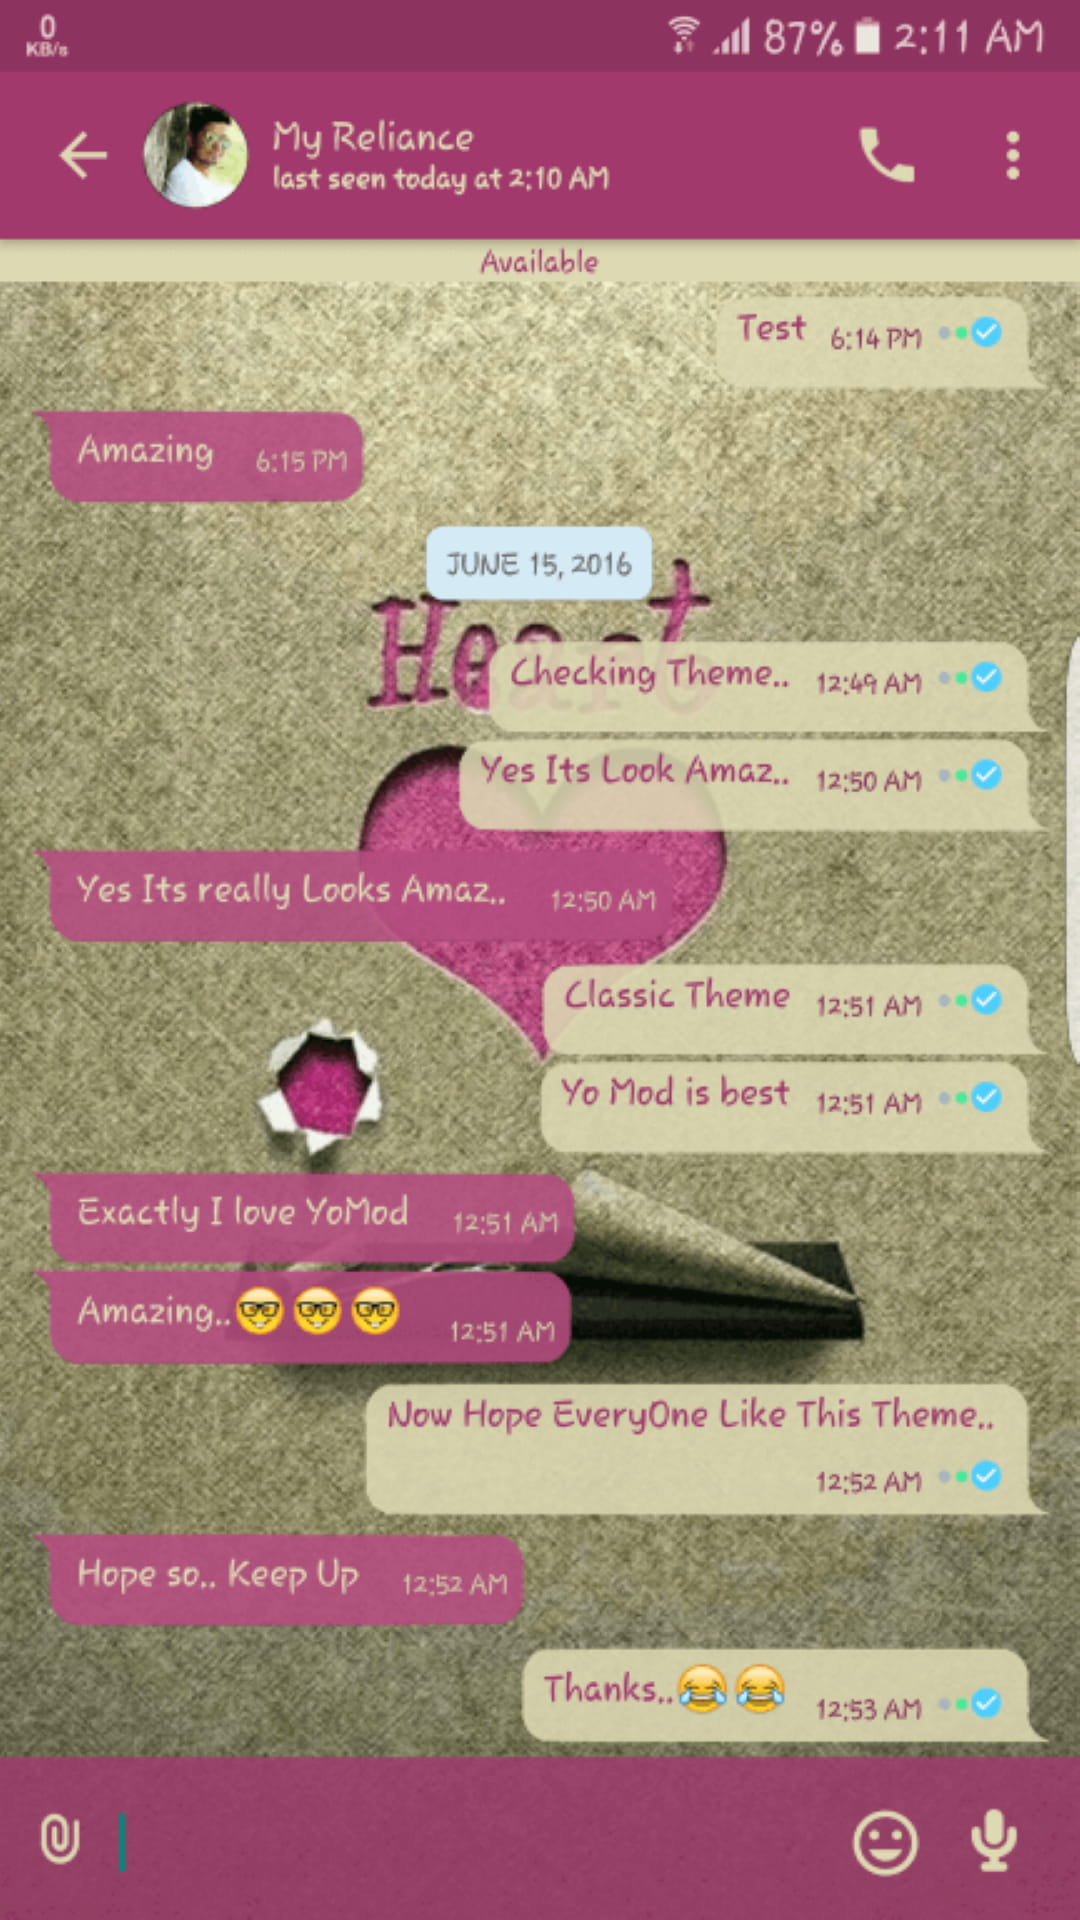 0
KB/s
87% 2:11 AM
My Reliance
last seen today at 2:10 AM
Available
Test 6:14 PM
Amazing 6:15 PM
JUNE 15, 2016
Heart
Checking Theme.. 12:49 AM
Yes Its Look Amaz.. 12:50 AM
Yes Its really Looks Amaz.. 12:50 AM
Classic Theme 12:51 AM
Yo Mod is best 12:51 AM
Exactly I love YoMod 12:51 AM
Amazing..🤓🤓🤓 12:51 AM
Now Hope EveryOne Like This Theme..
12:52 AM
Hope so.. Keep Up 12:52 AM
Thanks..😂😂 12:53 AM